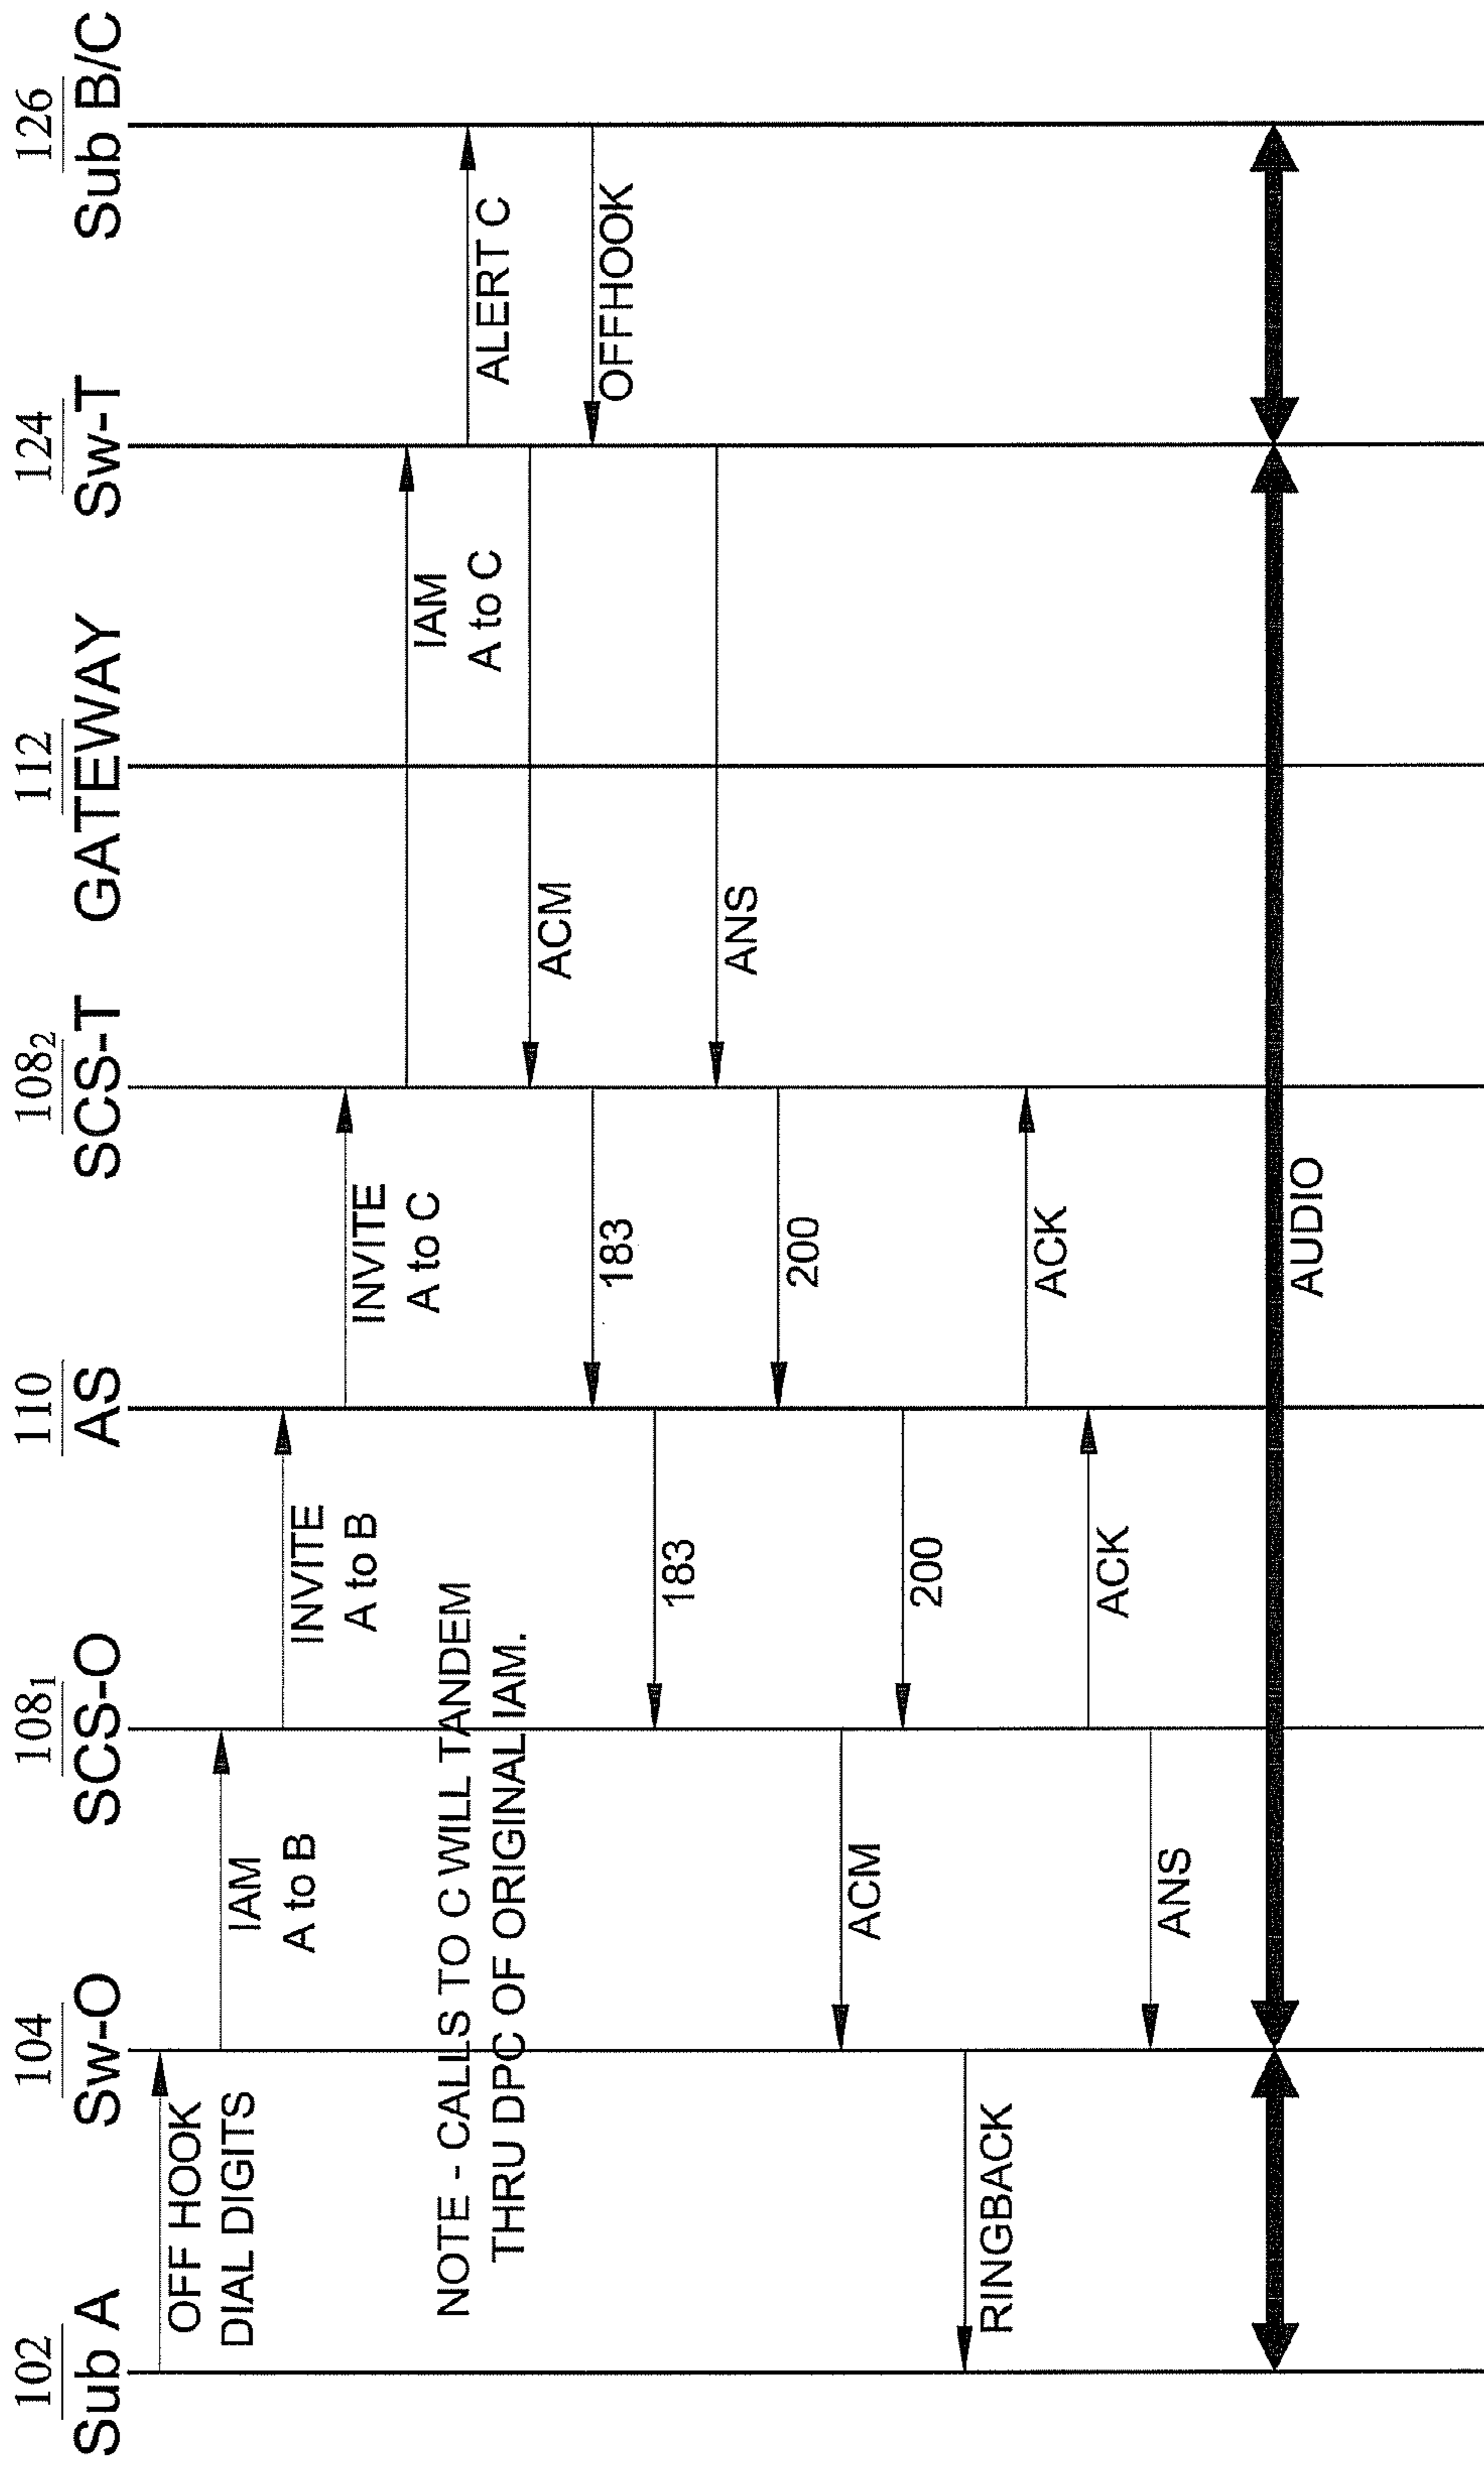 102
Sub A
104
Sw-O
108₁
SCS-O
110
AS
108₂
SCS-T
112
GATEWAY
124
Sw-T
126
Sub B/C
OFF HOOK
DIAL DIGITS
IAM
A to B
INVITE
A to B
INVITE
A to C
IAM
A to C
NOTE - CALLS TO C WILL TANDEM
THRU DPC OF ORIGINAL IAM.
ALERT C
ACM
183
OFFHOOK
183
ANS
200
ACM
200
RINGBACK
ACK
ACK
ANS
AUDIO